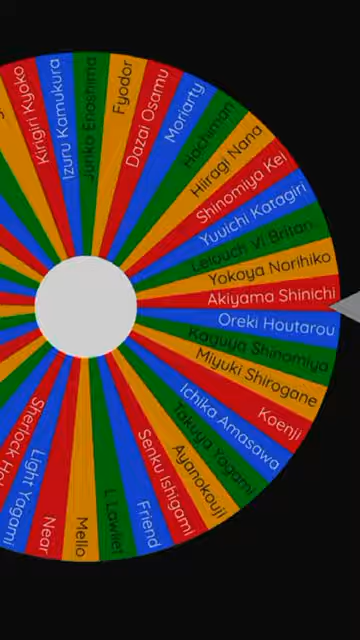 Kirigiri Kyoko
Izuru Kamukura
Junko Enoshima
Fyodor
Dazai Osamu
Moriarty
Hachiman
Hiiragi Nana
Shinomiya Kei
Yuuichi Katagiri
Lelouch Vi Britan..
Yokoya Norihiko
Akiyama Shinichi
Oreki Houtarou
Kaguya Shinomiya
Miyuki Shirogane
Koenji
Ichika Amasawa
Takuya Yagami
Ayanokouji
Senku Ishigami
Friend
L Lawliet
Mello
Near
Light Yagami
Sherlock Hol